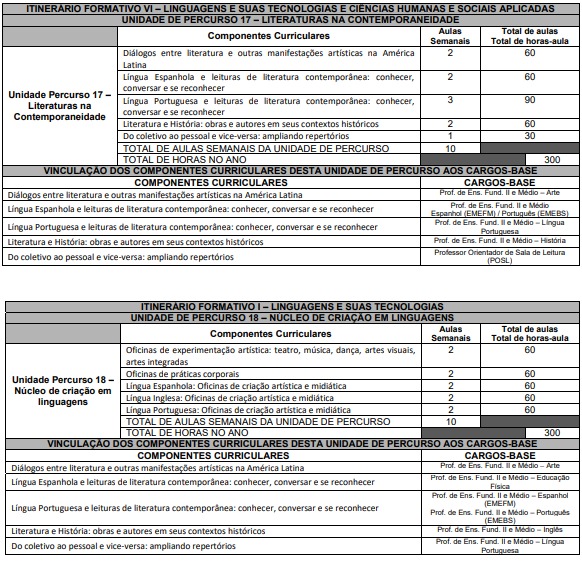 ITINERÁRIO FORMATIVO VI – LINGUAGENS E SUAS TECNOLOGIAS E CIÊNCIAS HUMANAS E SOCIAIS APLICADAS
UNIDADE DE PERCURSO 17 – LITERATURAS NA CONTEMPORANEIDADE
Unidade Percurso 17 –
Literaturas na
Contemporaneidade
Componentes Curriculares
Aulas
Semanais
Total de aulas
Total de horas-aula
Diálogos entre literatura e outras manifestações artísticas na América
Latina
2
60
Língua Espanhola e leituras de literatura contemporânea: conhecer,
conversar e se reconhecer
2
60
Língua Portuguesa e leituras de literatura contemporânea: conhecer,
conversar e se reconhecer
3
90
Literatura e História: obras e autores em seus contextos históricos
2
60
Do coletivo ao pessoal e vice-versa: ampliando repertórios
1
30
TOTAL DE AULAS SEMANAIS DA UNIDADE DE PERCURSO
10
TOTAL DE HORAS NO ANO
300
VINCULAÇÃO DOS COMPONENTES CURRICULARES DESTA UNIDADE DE PERCURSO AOS CARGOS-BASE
COMPONENTES CURRICULARES
CARGOS-BASE
Diálogos entre literatura e outras manifestações artísticas na América Latina
Prof. de Ens. Fund. II e Médio – Arte
Língua Espanhola e leituras de literatura contemporânea: conhecer, conversar e se reconhecer
Prof. de Ens. Fund. II e Médio
Espanhol (EMEFM) / Português (EMEBS)
Língua Portuguesa e leituras de literatura contemporânea: conhecer, conversar e se reconhecer
Prof. de Ens. Fund. II e Médio – Língua
Portuguesa
Literatura e História: obras e autores em seus contextos históricos
Prof. de Ens. Fund. II e Médio – História
Do coletivo ao pessoal e vice-versa: ampliando repertórios
Professor Orientador de Sala de Leitura
(POSL)
ITINERÁRIO FORMATIVO I – LINGUAGENS E SUAS TECNOLOGIAS
UNIDADE DE PERCURSO 18 – NÚCLEO DE CRIAÇÃO EM LINGUAGENS
Unidade Percurso 18 –
Núcleo de criação em
linguagens
Componentes Curriculares
Aulas
Semanais
Total de aulas
Total de horas-aula
Oficinas de experimentação artística: teatro, música, dança, artes visuais,
artes integradas
2
60
Oficinas de práticas corporais
2
60
Língua Espanhola: Oficinas de criação artística e midiática
2
60
Língua Inglesa: Oficinas de criação artística e midiática
2
60
Língua Portuguesa: Oficinas de criação artística e midiática
2
60
TOTAL DE AULAS SEMANAIS DA UNIDADE DE PERCURSO
10
TOTAL DE HORAS NO ANO
300
VINCULAÇÃO DOS COMPONENTES CURRICULARES DESTA UNIDADE DE PERCURSO AOS CARGOS-BASE
COMPONENTES CURRICULARES
CARGOS-BASE
Diálogos entre literatura e outras manifestações artísticas na América Latina
Prof. de Ens. Fund. II e Médio – Arte
Língua Espanhola e leituras de literatura contemporânea: conhecer, conversar e se reconhecer
Prof. de Ens. Fund. II e Médio – Educação
Física
Língua Portuguesa e leituras de literatura contemporânea: conhecer, conversar e se reconhecer
Prof. de Ens. Fund. II e Médio – Espanhol
(EMEFM)
Prof. de Ens. Fund. II e Médio – Português
(EMEBS)
Literatura e História: obras e autores em seus contextos históricos
Prof. de Ens. Fund. II e Médio – Inglês
Do coletivo ao pessoal e vice-versa: ampliando repertórios
Prof. de Ens. Fund. II e Médio – Língua
Portuguesa